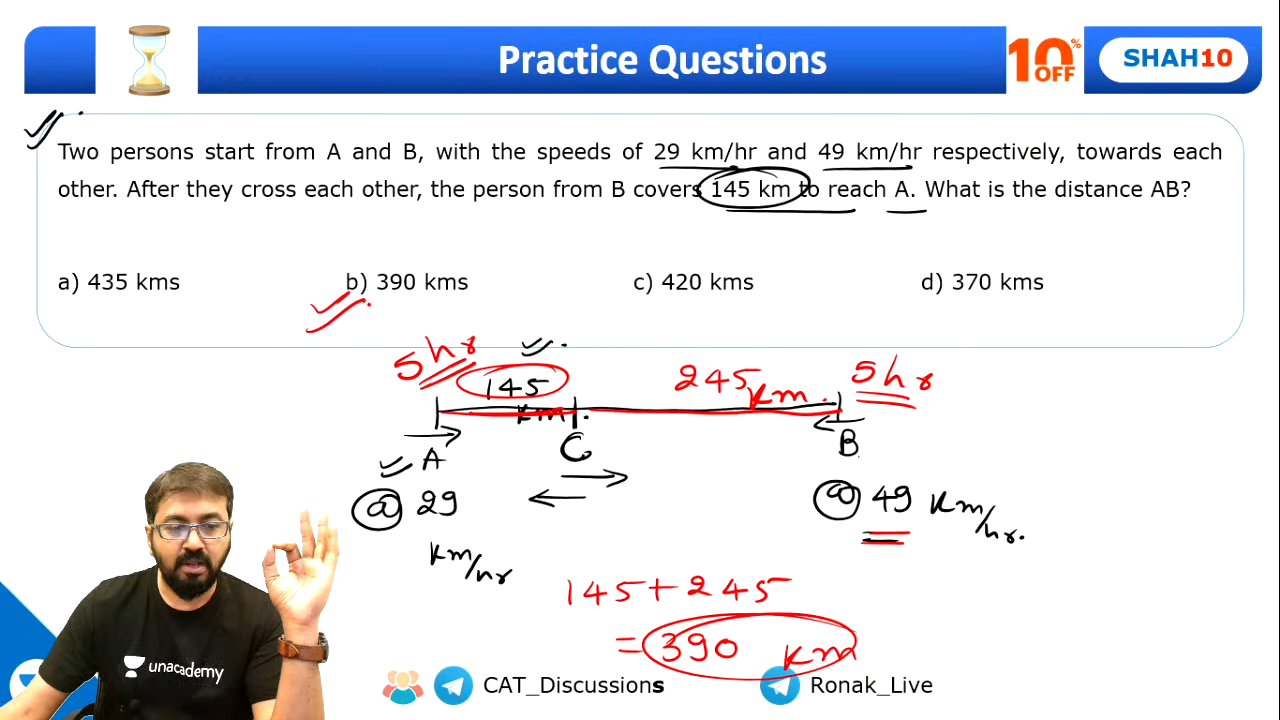 Practice Questions
10% OFF
SHAH10
Two persons start from A and B, with the speeds of 29 km/hr and 49 km/hr respectively, towards each
other. After they cross each other, the person from B covers 145 km to reach A. What is the distance AB?
a) 435 kms b) 390 kms c) 420 kms d) 370 kms
5 hr 145 km. 245 km. 5 hr
A C B
@ 29 km/hr
@ 49 km/hr.
145 + 245
= 390 km
unacademy
CAT_Discussions Ronak_Live